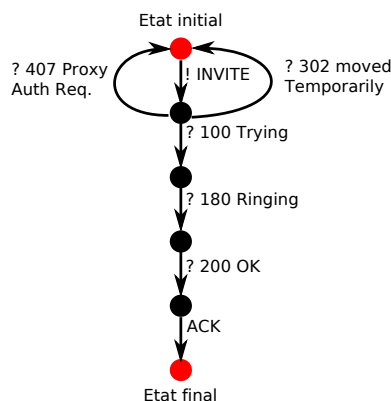 Etat initial
? 407 Proxy
Auth Req.
! INVITE
? 302 moved
Temporarily
? 100 Trying
? 180 Ringing
? 200 OK
ACK
Etat final